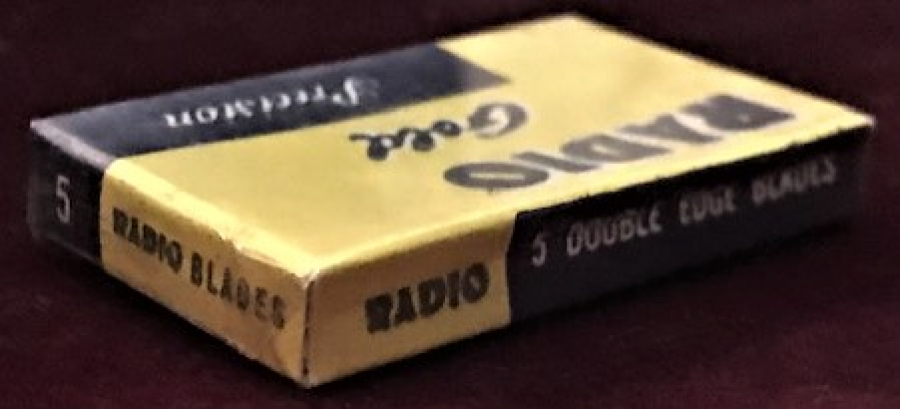 RADIO
Gold
Precision
5
RADIO BLADES
RADIO
5 DOUBLE EDGE BLADES